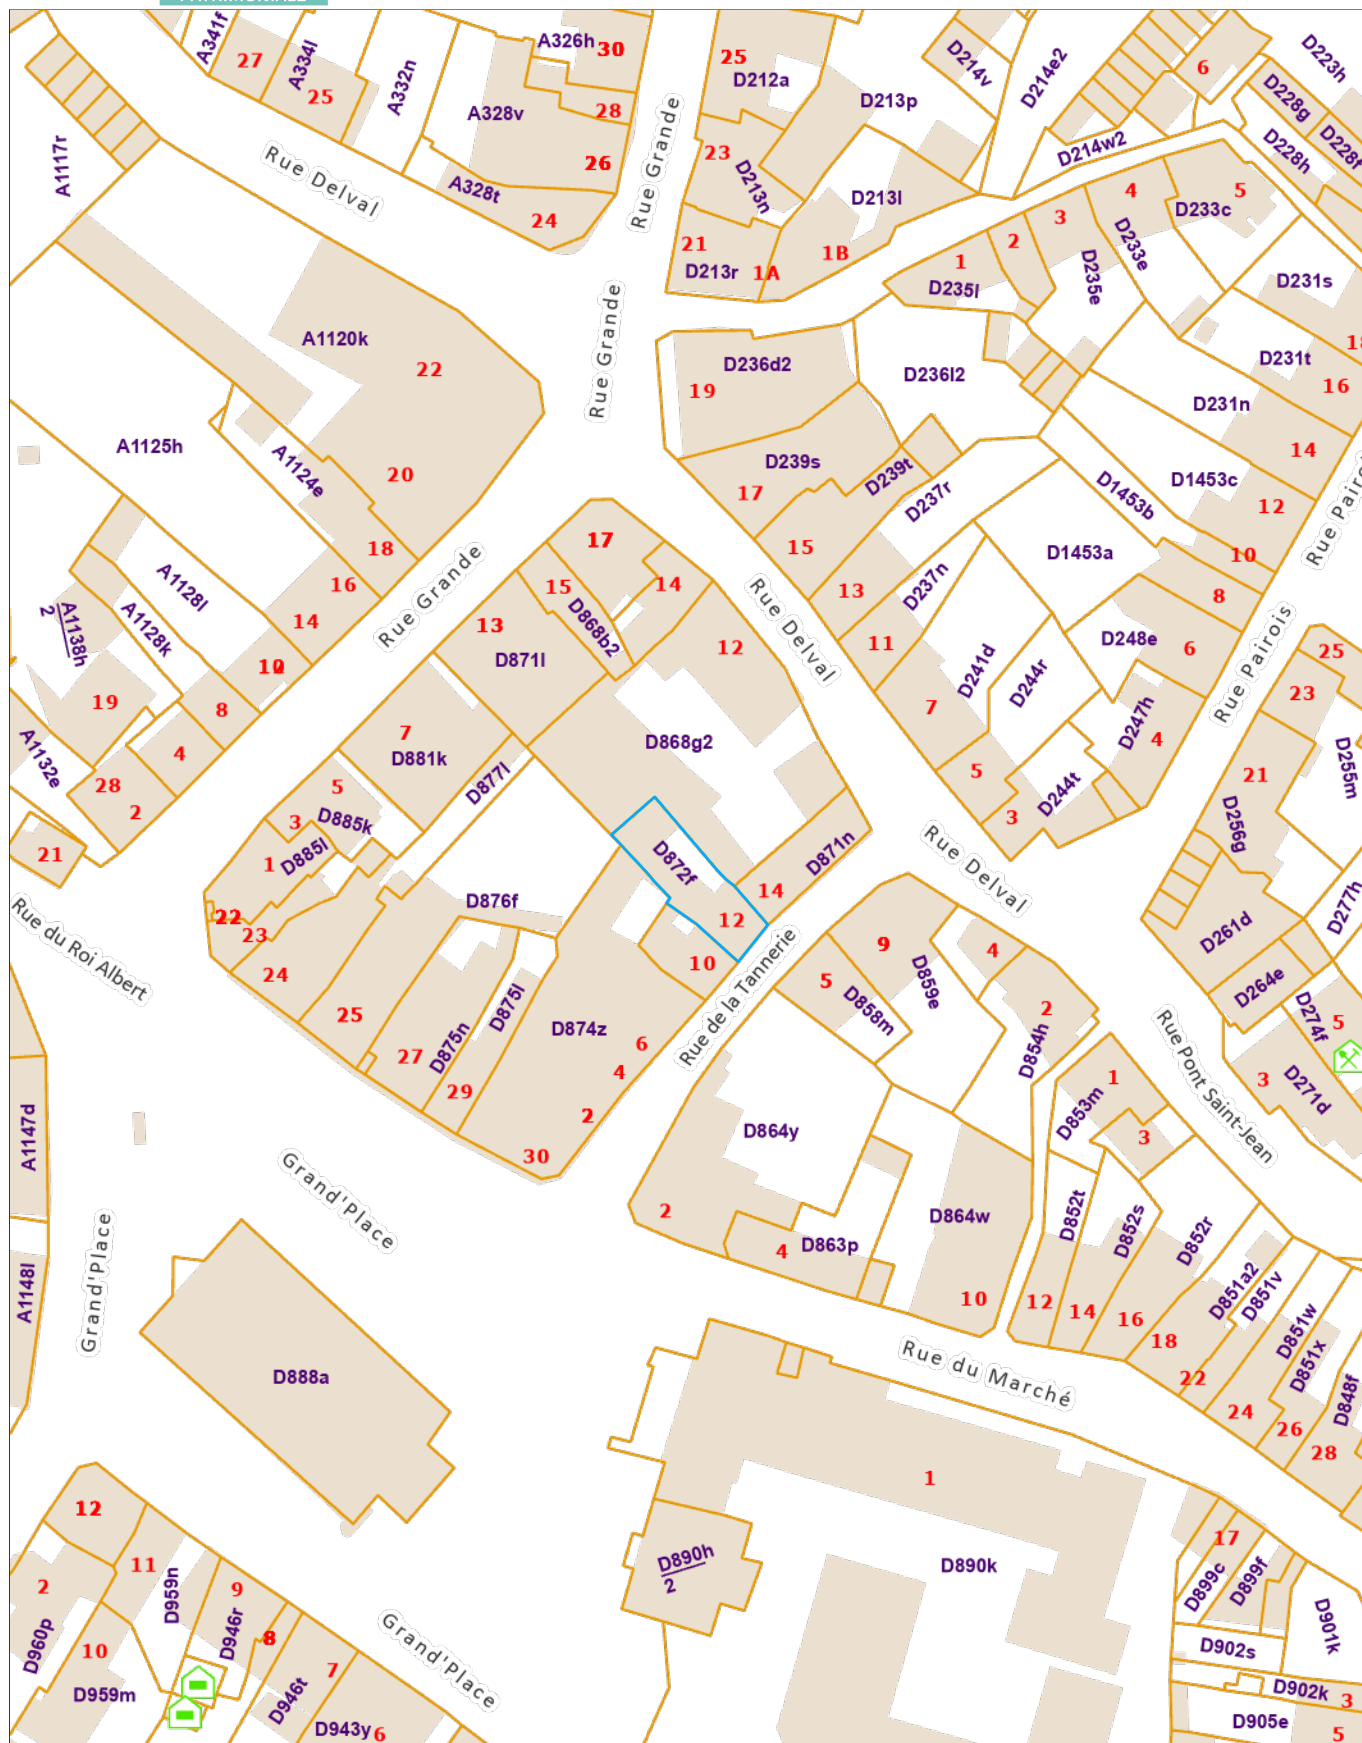 A341f
27
A334l
25
A332n
A326h
30
28
A328v
26
A328t
24
Rue Delval
Rue Grande
A1117r
25
D212a
D213p
D214v
D214e2
6
D223h
D228g
D228h
D214w2
23
D213n
D213l
1B
21
D213r
1A
4
5
D233c
3
2
1
D235l
D235e
D233e
D231s
18
D231t
16
D231n
14
A1120k
22
Rue Grande
D236d2
19
D236l2
A1125h
A1124e
20
18
D239s
17
D239t
D237r
D1453c
D1453b
12
10
D1453a
8
Rue Pairois
15
13
D237n
11
A1128l
A1128k
16
14
Rue Grande
17
15
14
D868b2
13
D871l
12
Rue Delval
D248e
6
Rue Pairois
25
23
A1138h
2
19
8
4
A1132e
28
2
21
D241d
D244r
7
D247h
4
D255m
21
7
D881k
D868g2
D877l
5
3
D244t
D256g
5
3
D885k
1
D885l
D872f
D871n
14
12
Rue Delval
D277h
D261d
D264e
D876f
22
23
24
10
Rue de la Tannerie
9
5
D858m
D859e
4
2
D854h
D274f
5
3
D271d
Rue du Roi Albert
25
27
D875n
D875l
29
D874z
6
4
2
30
Rue Pont Saint-Jean
1
D853m
3
A1147d
Grand'Place
D864y
2
D863p
4
D864w
10
D852t
D852s
D852r
12
14
16
18
22
D851a2
D851v
D851w
D851x
24
26
28
D848f
Grand'Place
A1148l
D888a
Rue du Marché
1
D890h
2
D890k
12
11
2
D959n
9
D946r
D960p
10
8
D959m
D946t
7
D943y
6
Grand'Place
17
D899c
D899f
D901k
D902s
D902k
3
D905e
5